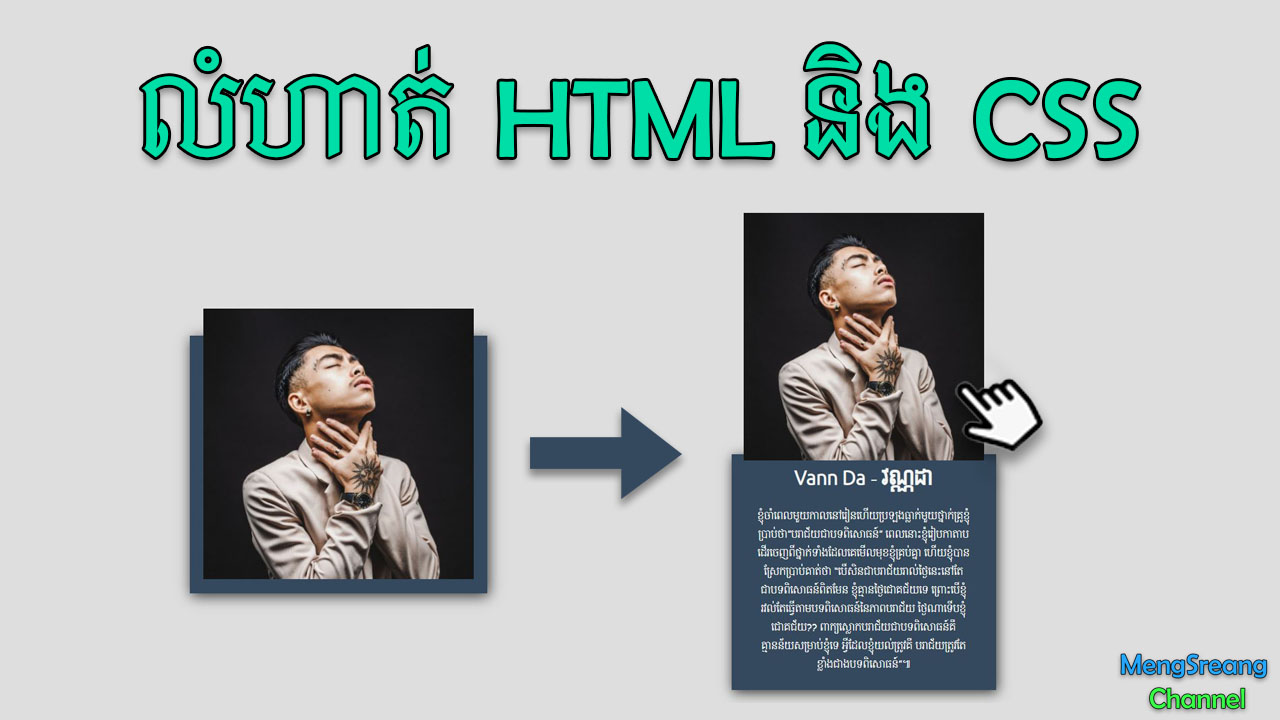 លំហាត់ HTML និង CSS
Vann Da - វណ្ណដា
ខ្ញុំចាំពេលមួយកាលនៅរៀនហើយប្រឡងធ្លាក់មួយថ្នាក់គ្រូខ្ញុំ
ប្រាប់ថា"បរាជ័យជាបទពិសោធន៍" ពេលនោះខ្ញុំរៀបកាតាប
ដើរចេញពីថ្នាក់ទាំងដែលគេមើលមុខខ្ញុំគ្រប់គ្នា ហើយខ្ញុំបាន
ស្រែកប្រាប់គាត់ថា "បើសិនជាបរាជ័យរាល់ថ្ងៃនេះនៅតែ
ជាបទពិសោធន៍ពិតមែន ខ្ញុំគ្មានថ្ងៃជោគជ័យទេ ព្រោះបើខ្ញុំ
រវល់តែធ្វើតាមបទពិសោធន៍នៃភាពបរាជ័យ ថ្ងៃណាទើបខ្ញុំ
ជោគជ័យ?? ពាក្យស្លោកបរាជ័យជាបទពិសោធន៍គឺ
គ្មានន័យសម្រាប់ខ្ញុំទេ អ្វីដែលខ្ញុំយល់ត្រូវគឺ បរាជ័យត្រូវតែ
ខ្លាំងជាងបទពិសោធន៍"។
MengSreang
Channel